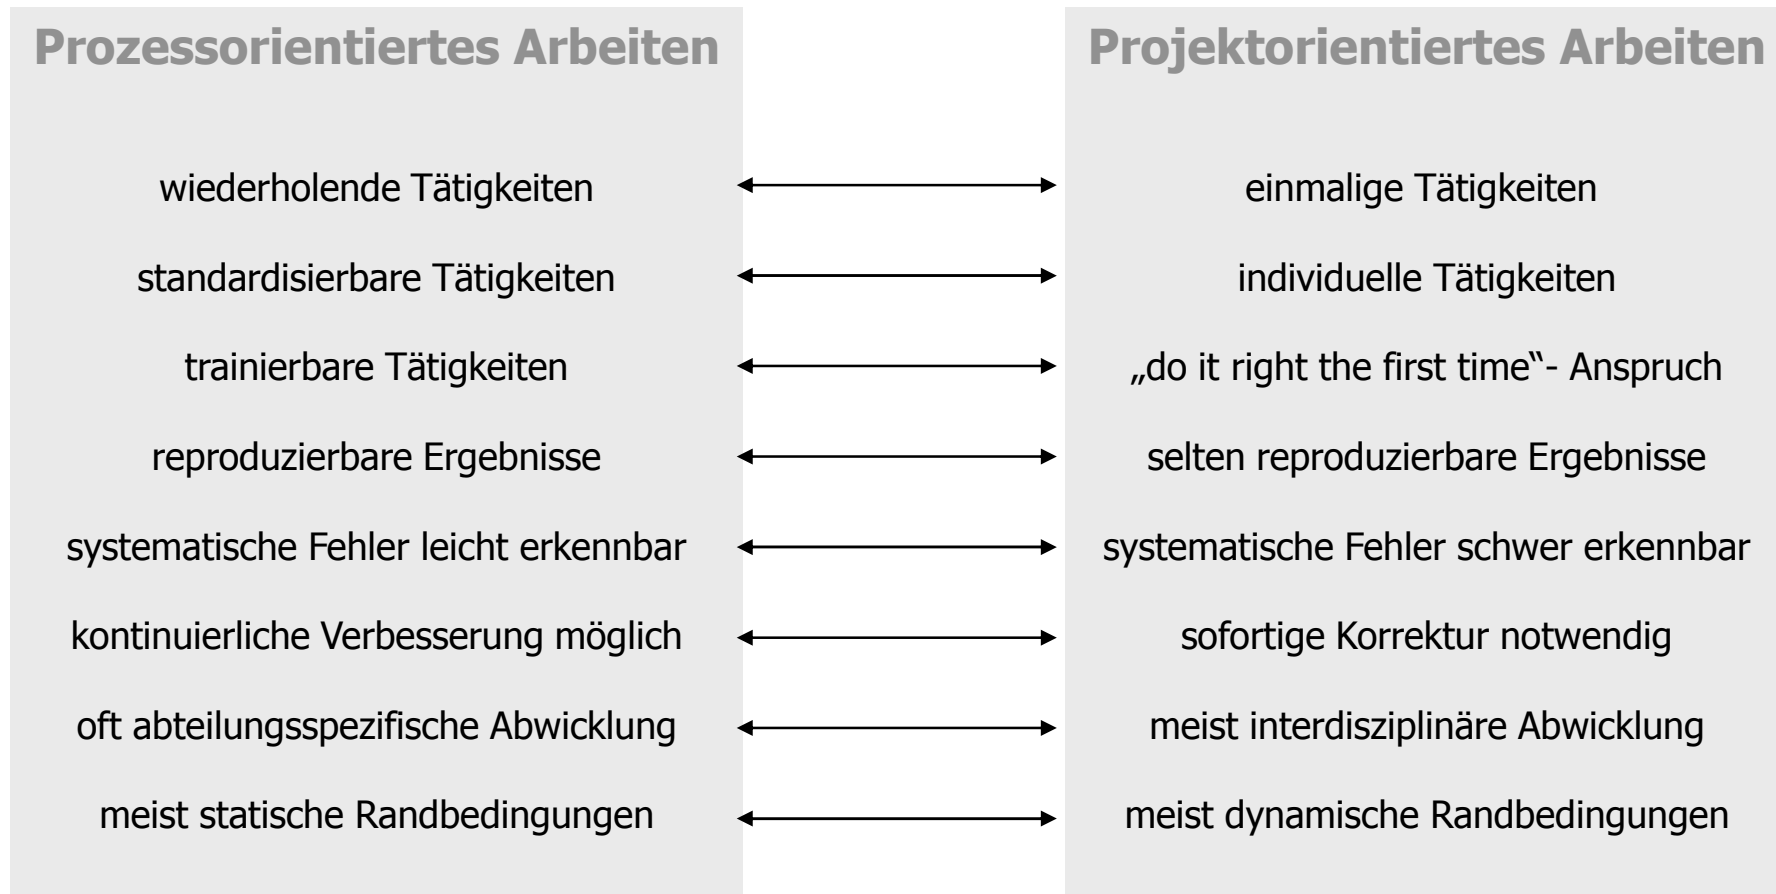 Prozessorientiertes Arbeiten
wiederholende Tätigkeiten
standardisierbare Tätigkeiten
trainierbare Tätigkeiten
reproduzierbare Ergebnisse
systematische Fehler leicht erkennbar
kontinuierliche Verbesserung möglich
oft abteilungsspezifische Abwicklung
meist statische Randbedingungen
Projektorientiertes Arbeiten
einmalige Tätigkeiten
individuelle Tätigkeiten
„do it right the first time“- Anspruch
selten reproduzierbare Ergebnisse
systematische Fehler schwer erkennbar
sofortige Korrektur notwendig
meist interdisziplinäre Abwicklung
meist dynamische Randbedingungen